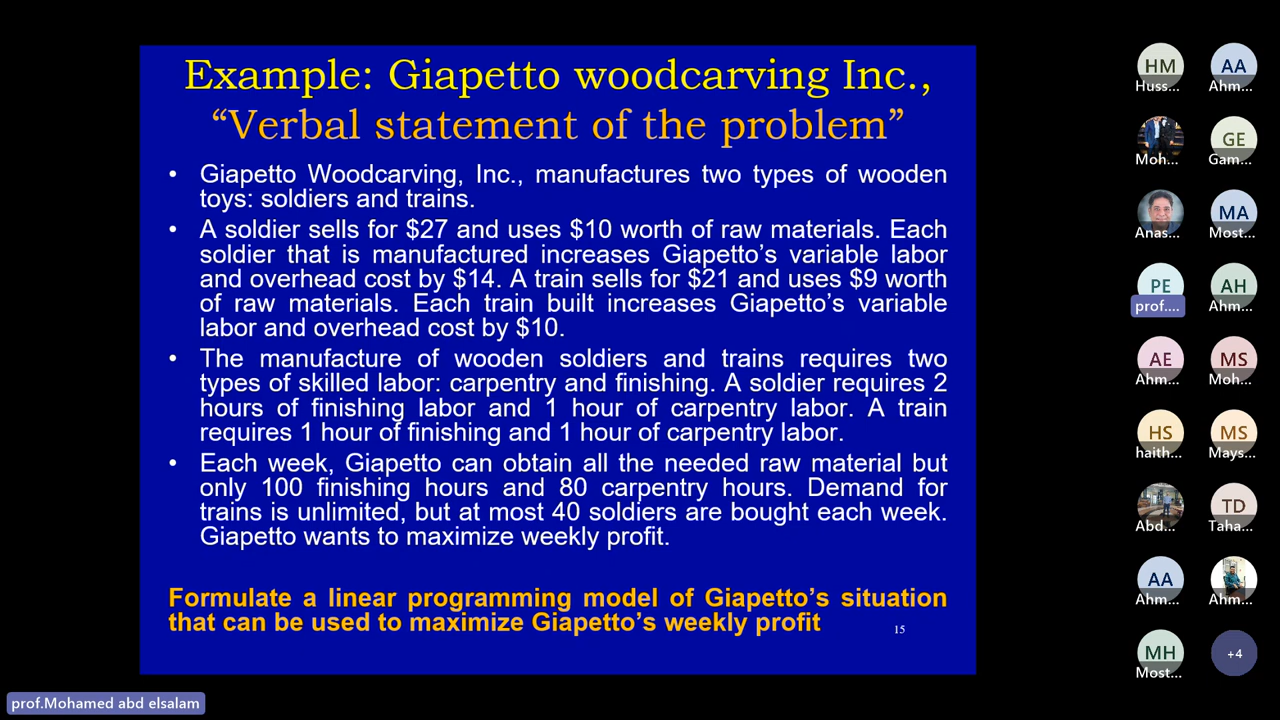 Example: Giapetto woodcarving Inc.,
“Verbal statement of the problem”
• Giapetto Woodcarving, Inc., manufactures two types of wooden
toys: soldiers and trains.
• A soldier sells for $27 and uses $10 worth of raw materials. Each
soldier that is manufactured increases Giapetto’s variable labor
and overhead cost by $14. A train sells for $21 and uses $9 worth
of raw materials. Each train built increases Giapetto’s variable
labor and overhead cost by $10.
• The manufacture of wooden soldiers and trains requires two
types of skilled labor: carpentry and finishing. A soldier requires 2
hours of finishing labor and 1 hour of carpentry labor. A train
requires 1 hour of finishing and 1 hour of carpentry labor.
• Each week, Giapetto can obtain all the needed raw material but
only 100 finishing hours and 80 carpentry hours. Demand for
trains is unlimited, but at most 40 soldiers are bought each week.
Giapetto wants to maximize weekly profit.
Formulate a linear programming model of Giapetto’s situation
that can be used to maximize Giapetto’s weekly profit
15
HM
Huss...
AA
Ahm...
Moh...
GE
Gam...
Anas...
MA
Most...
PE
prof....
AH
Ahm...
AE
Ahm...
MS
Moh...
HS
haith...
MS
Mays...
Abd...
TD
Taha...
AA
Ahm...
Ahm...
MH
Most...
+4
prof.Mohamed abd elsalam